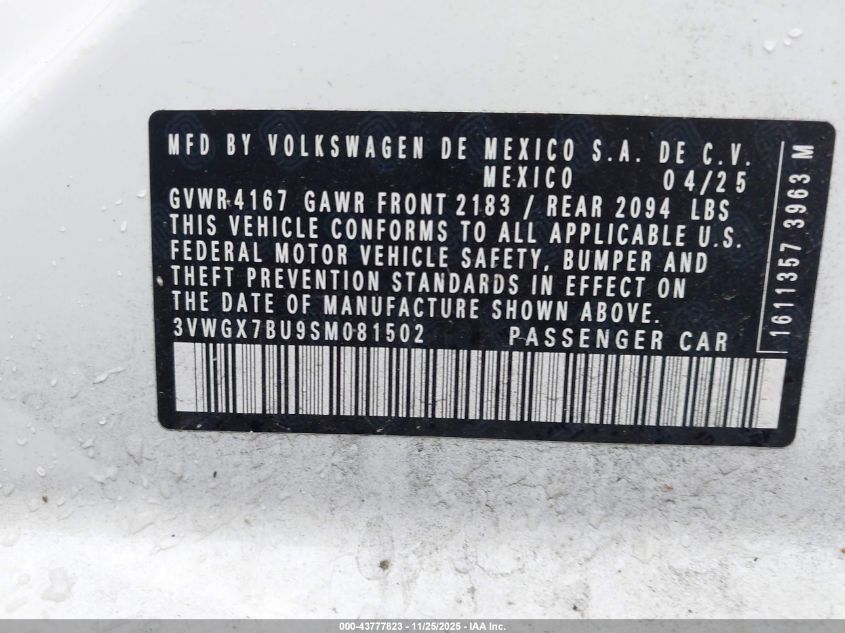 MFD BY VOLKSWAGEN DE MEXICO S.A. DE C.V.
MEXICO 04/25
GVWR 4167 GAWR FRONT 2183 / REAR 2094 LBS
THIS VEHICLE CONFORMS TO ALL APPLICABLE U.S.
FEDERAL MOTOR VEHICLE SAFETY, BUMPER AND
THEFT PREVENTION STANDARDS IN EFFECT ON
THE DATE OF MANUFACTURE SHOWN ABOVE.
3VWGX7BU9SM081502 PASSENGER CAR
1611357 3963 M
000-43777823 - 11/25/2025 - IAA Inc.